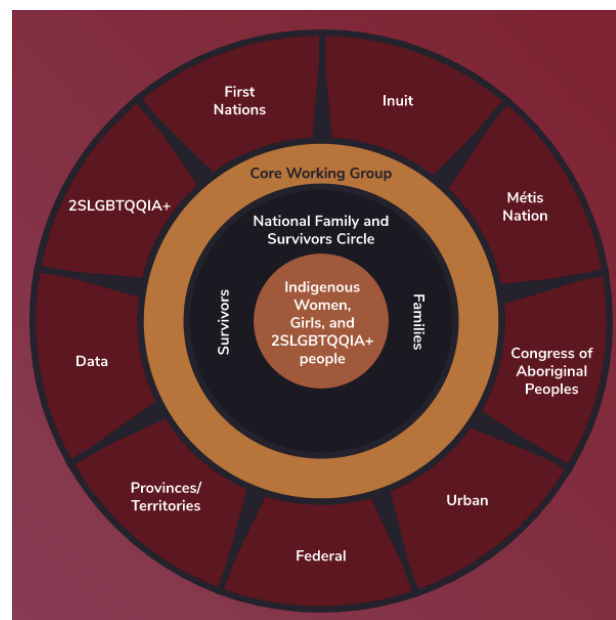 First
Nations
Inuit
2SLGBTQQIA+
Core Working Group
Métis
Nation
National Family and
Survivors Circle
Survivors
Indigenous
Women,
Girls, and
2SLGBTQQIA+
people
Families
Data
Congress of
Aboriginal
Peoples
Provinces/
Territories
Urban
Federal